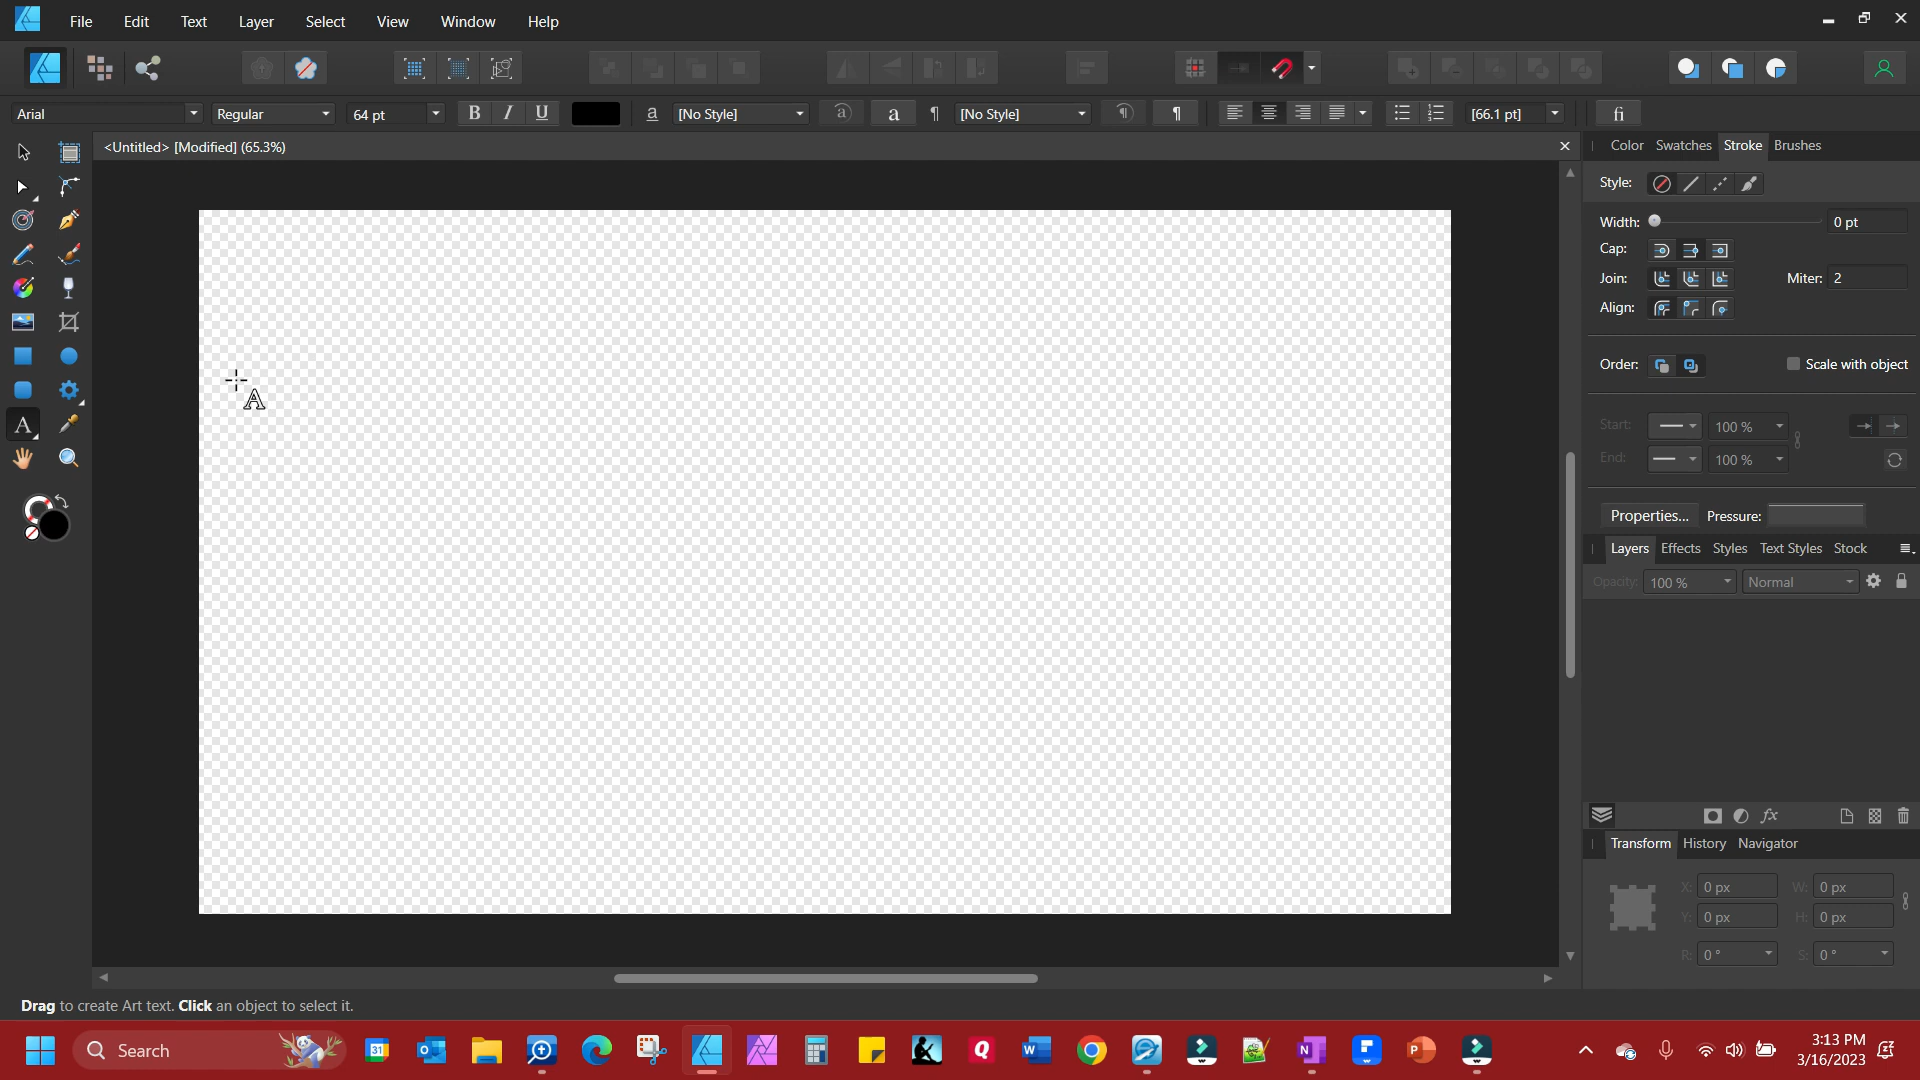 File Edit Text Layer Select View Window Help
Arial Regular 64 pt B I U a [No Style] a a ¶ [No Style] ¶ ¶ [66.1 pt] fi
<Untitled> [Modified] (65.3%)
Color Swatches Stroke Brushes
Style:
Width: 0 pt
Cap:
Join: Miter: 2
Align:
Order: Scale with object
Start: 100 %
End: 100 %
Properties... Pressure:
Layers Effects Styles Text Styles Stock
Opacity: 100 % Normal
fx
Transform History Navigator
X: 0 px W: 0 px
Y: 0 px H: 0 px
R: 0 ° S: 0 °
Drag to create Art text. Click an object to select it.
Search
3:13 PM
3/16/2023